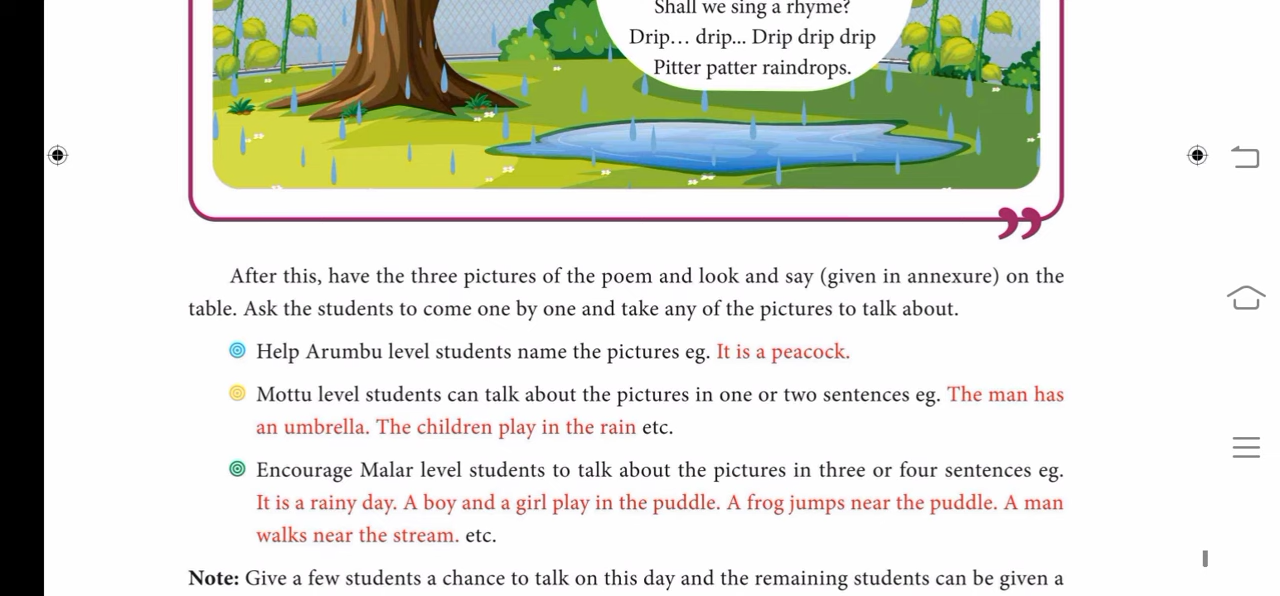 Shall we sing a rhyme?
Drip… drip... Drip drip drip
Pitter patter raindrops.
”
After this, have the three pictures of the poem and look and say (given in annexure) on the
table. Ask the students to come one by one and take any of the pictures to talk about.
Help Arumbu level students name the pictures eg. It is a peacock.
Mottu level students can talk about the pictures in one or two sentences eg. The man has
an umbrella. The children play in the rain etc.
Encourage Malar level students to talk about the pictures in three or four sentences eg.
It is a rainy day. A boy and a girl play in the puddle. A frog jumps near the puddle. A man
walks near the stream. etc.
Note: Give a few students a chance to talk on this day and the remaining students can be given a